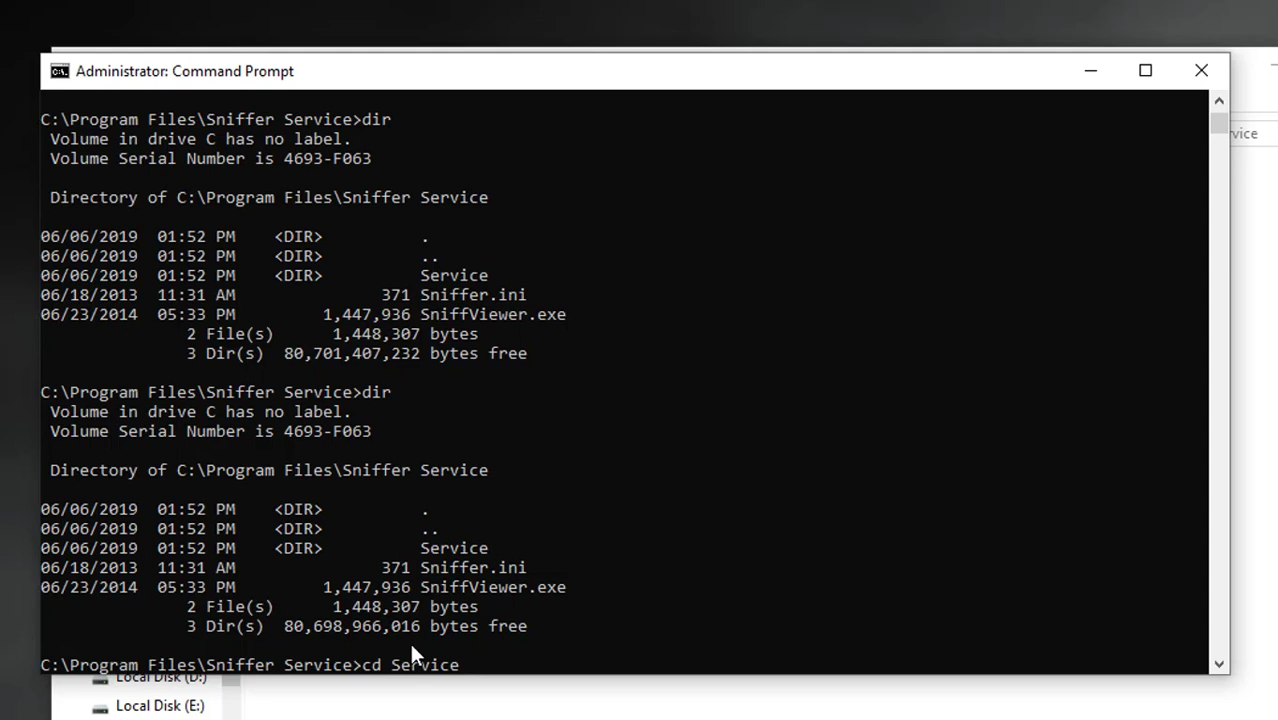 Administrator: Command Prompt
C:\Program Files\Sniffer Service>dir
Volume in drive C has no label.
Volume Serial Number is 4693-F063
Directory of C:\Program Files\Sniffer Service
06/06/2019 01:52 PM <DIR> .
06/06/2019 01:52 PM <DIR> ..
06/06/2019 01:52 PM <DIR> Service
06/18/2013 11:31 AM 371 Sniffer.ini
06/23/2014 05:33 PM 1,447,936 SniffViewer.exe
2 File(s) 1,448,307 bytes
3 Dir(s) 80,701,407,232 bytes free
C:\Program Files\Sniffer Service>dir
Volume in drive C has no label.
Volume Serial Number is 4693-F063
Directory of C:\Program Files\Sniffer Service
06/06/2019 01:52 PM <DIR> .
06/06/2019 01:52 PM <DIR> ..
06/06/2019 01:52 PM <DIR> Service
06/18/2013 11:31 AM 371 Sniffer.ini
06/23/2014 05:33 PM 1,447,936 SniffViewer.exe
2 File(s) 1,448,307 bytes
3 Dir(s) 80,698,966,016 bytes free
C:\Program Files\Sniffer Service>cd Service
vice
Local Disk (D:)
Local Disk (E:)